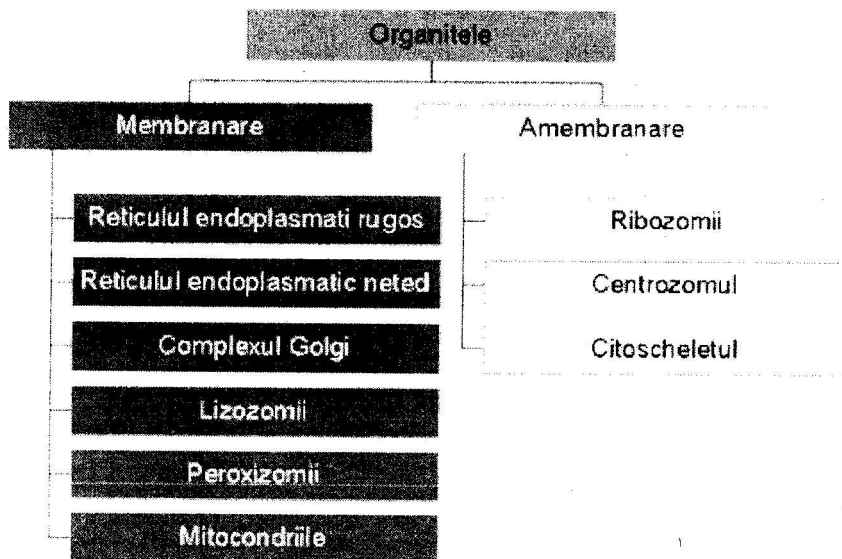 Organitele
Membranare
Amembranare
Reticulul endoplasmati rugos
Reticulul endoplasmatic neted
Complexul Golgi
Lizozomii
Peroxizomii
Mitocondriile
Ribozomii
Centrozomul
Citoscheletul